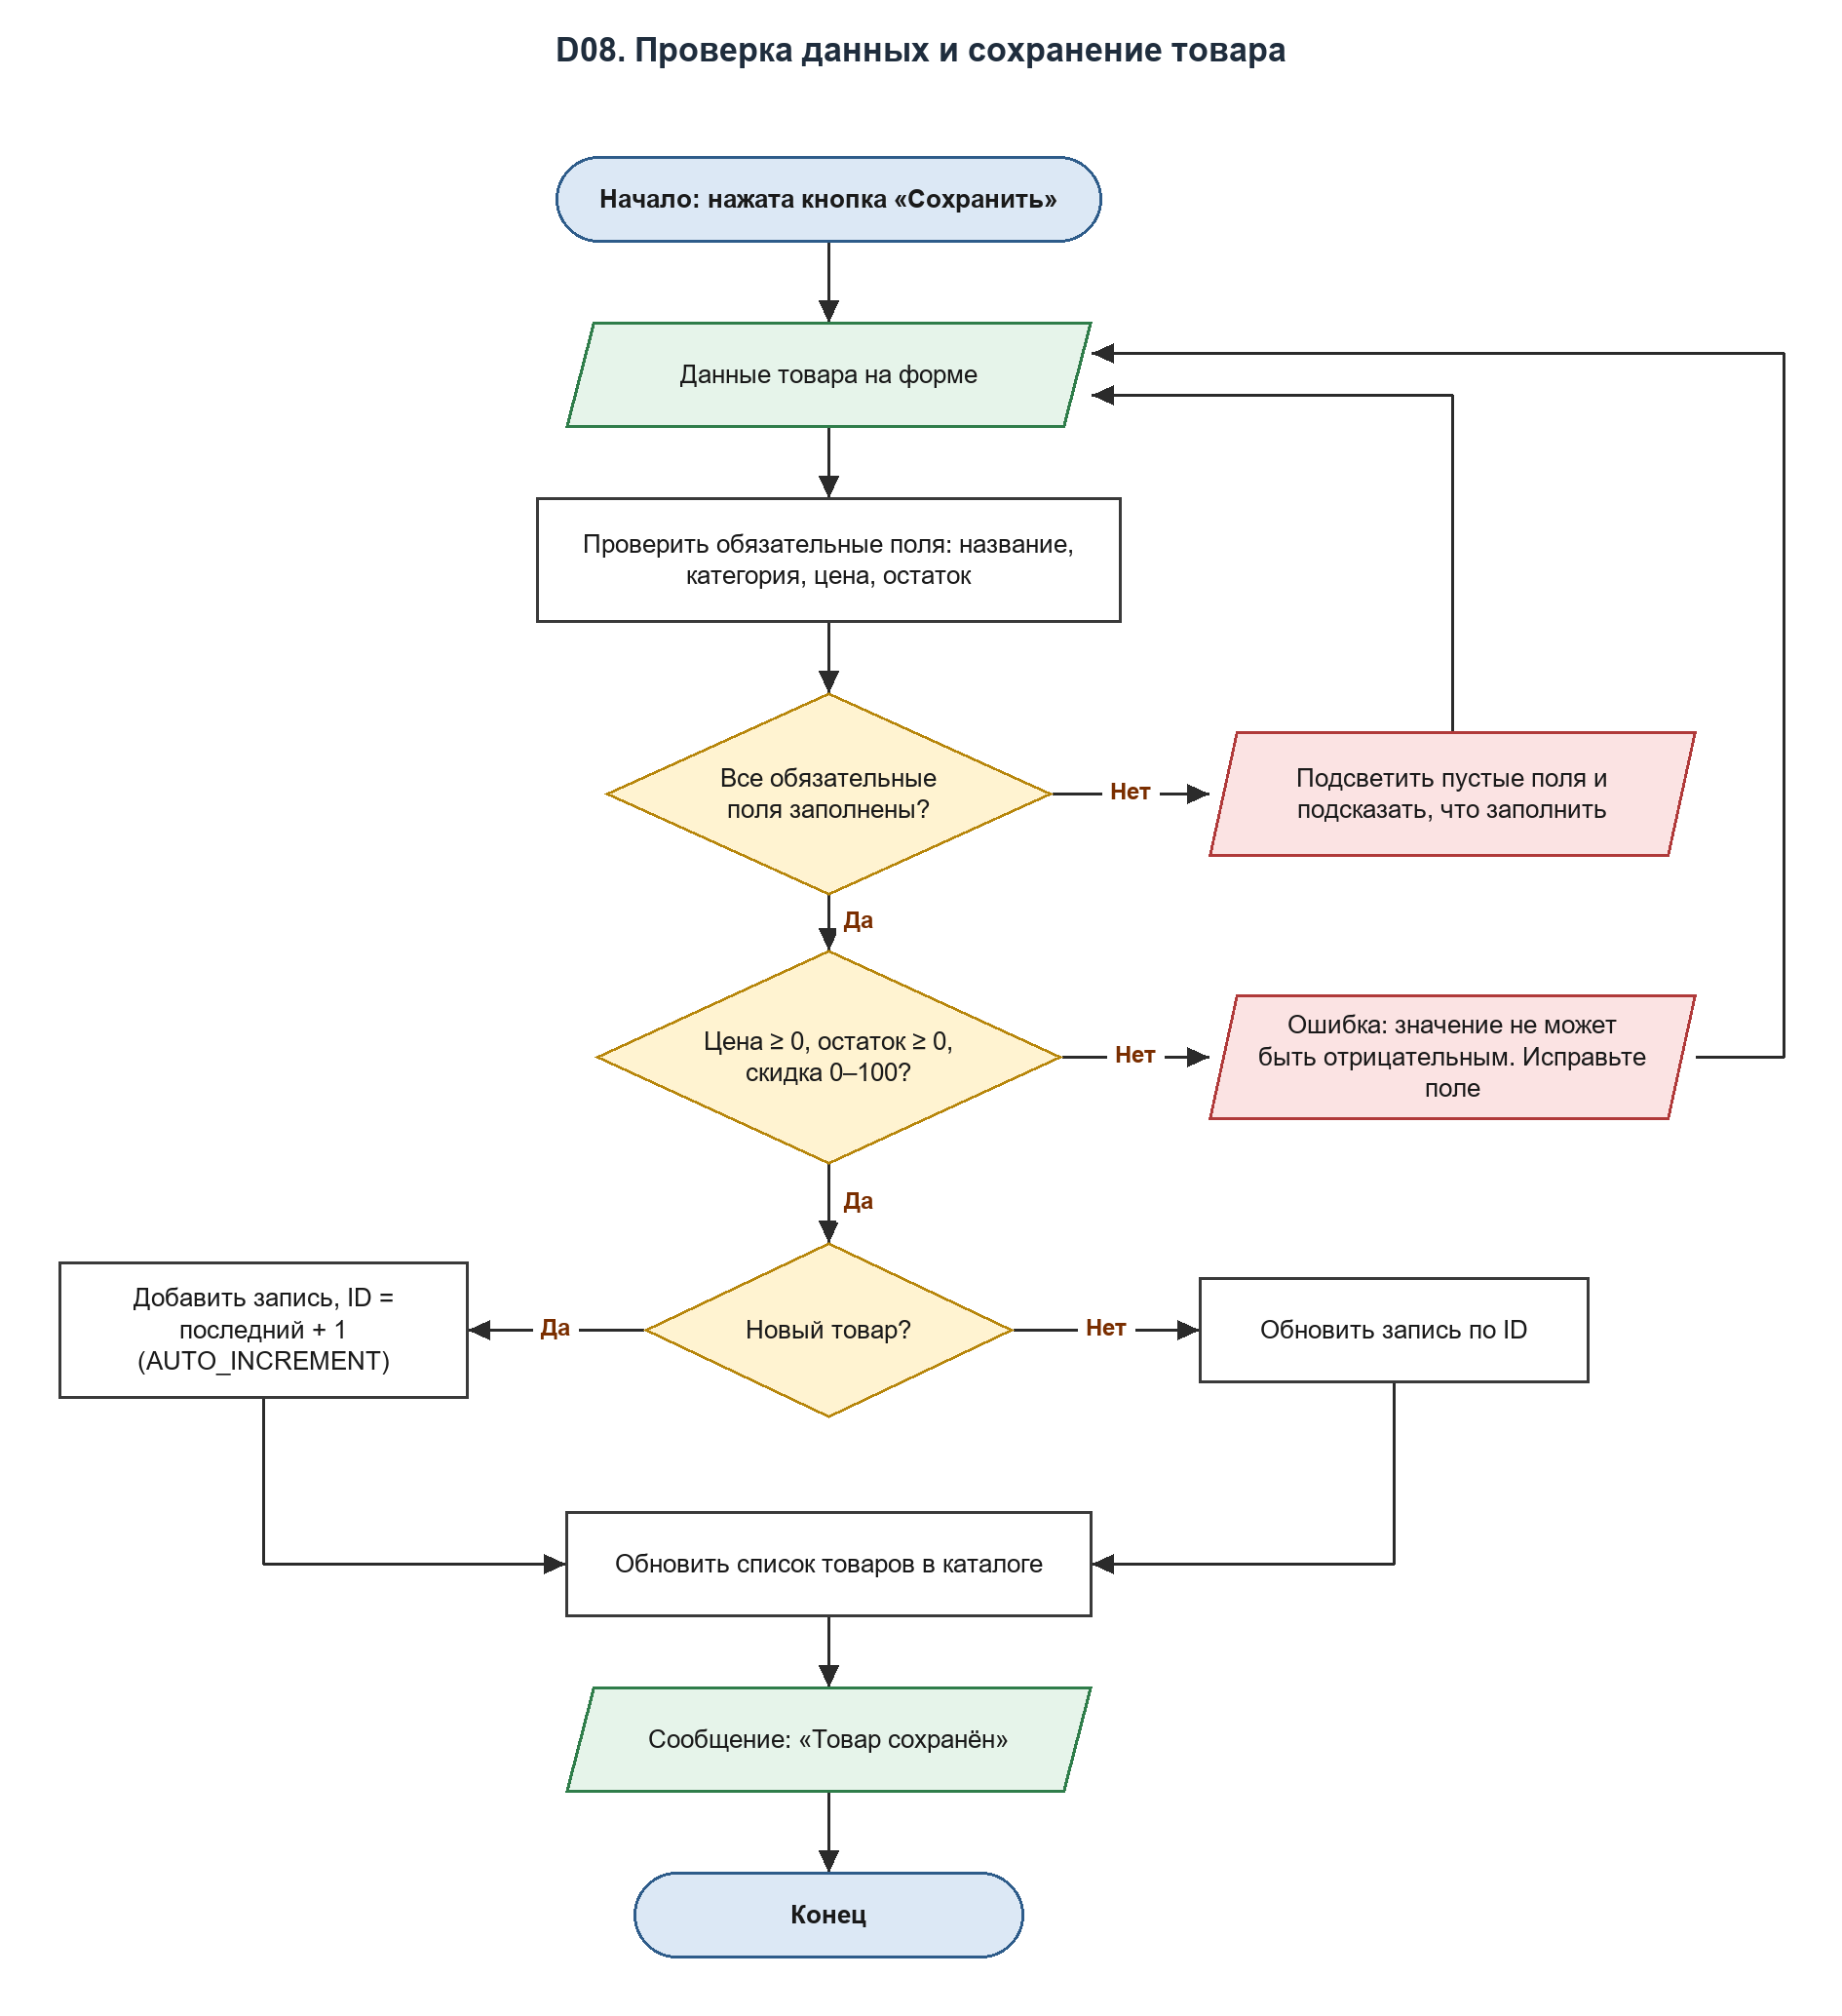 D08. Проверка данных и сохранение товара
Начало: нажата кнопка «Сохранить»
Данные товара на форме
Проверить обязательные поля: название,
категория, цена, остаток
Все обязательные
поля заполнены?
Нет
Подсветить пустые поля и
подсказать, что заполнить
Да
Цена ≥ 0, остаток ≥ 0,
скидка 0–100?
Нет
Ошибка: значение не может
быть отрицательным. Исправьте
поле
Да
Добавить запись, ID =
последний + 1
(AUTO_INCREMENT)
Да
Новый товар?
Нет
Обновить запись по ID
Обновить список товаров в каталоге
Сообщение: «Товар сохранён»
Конец